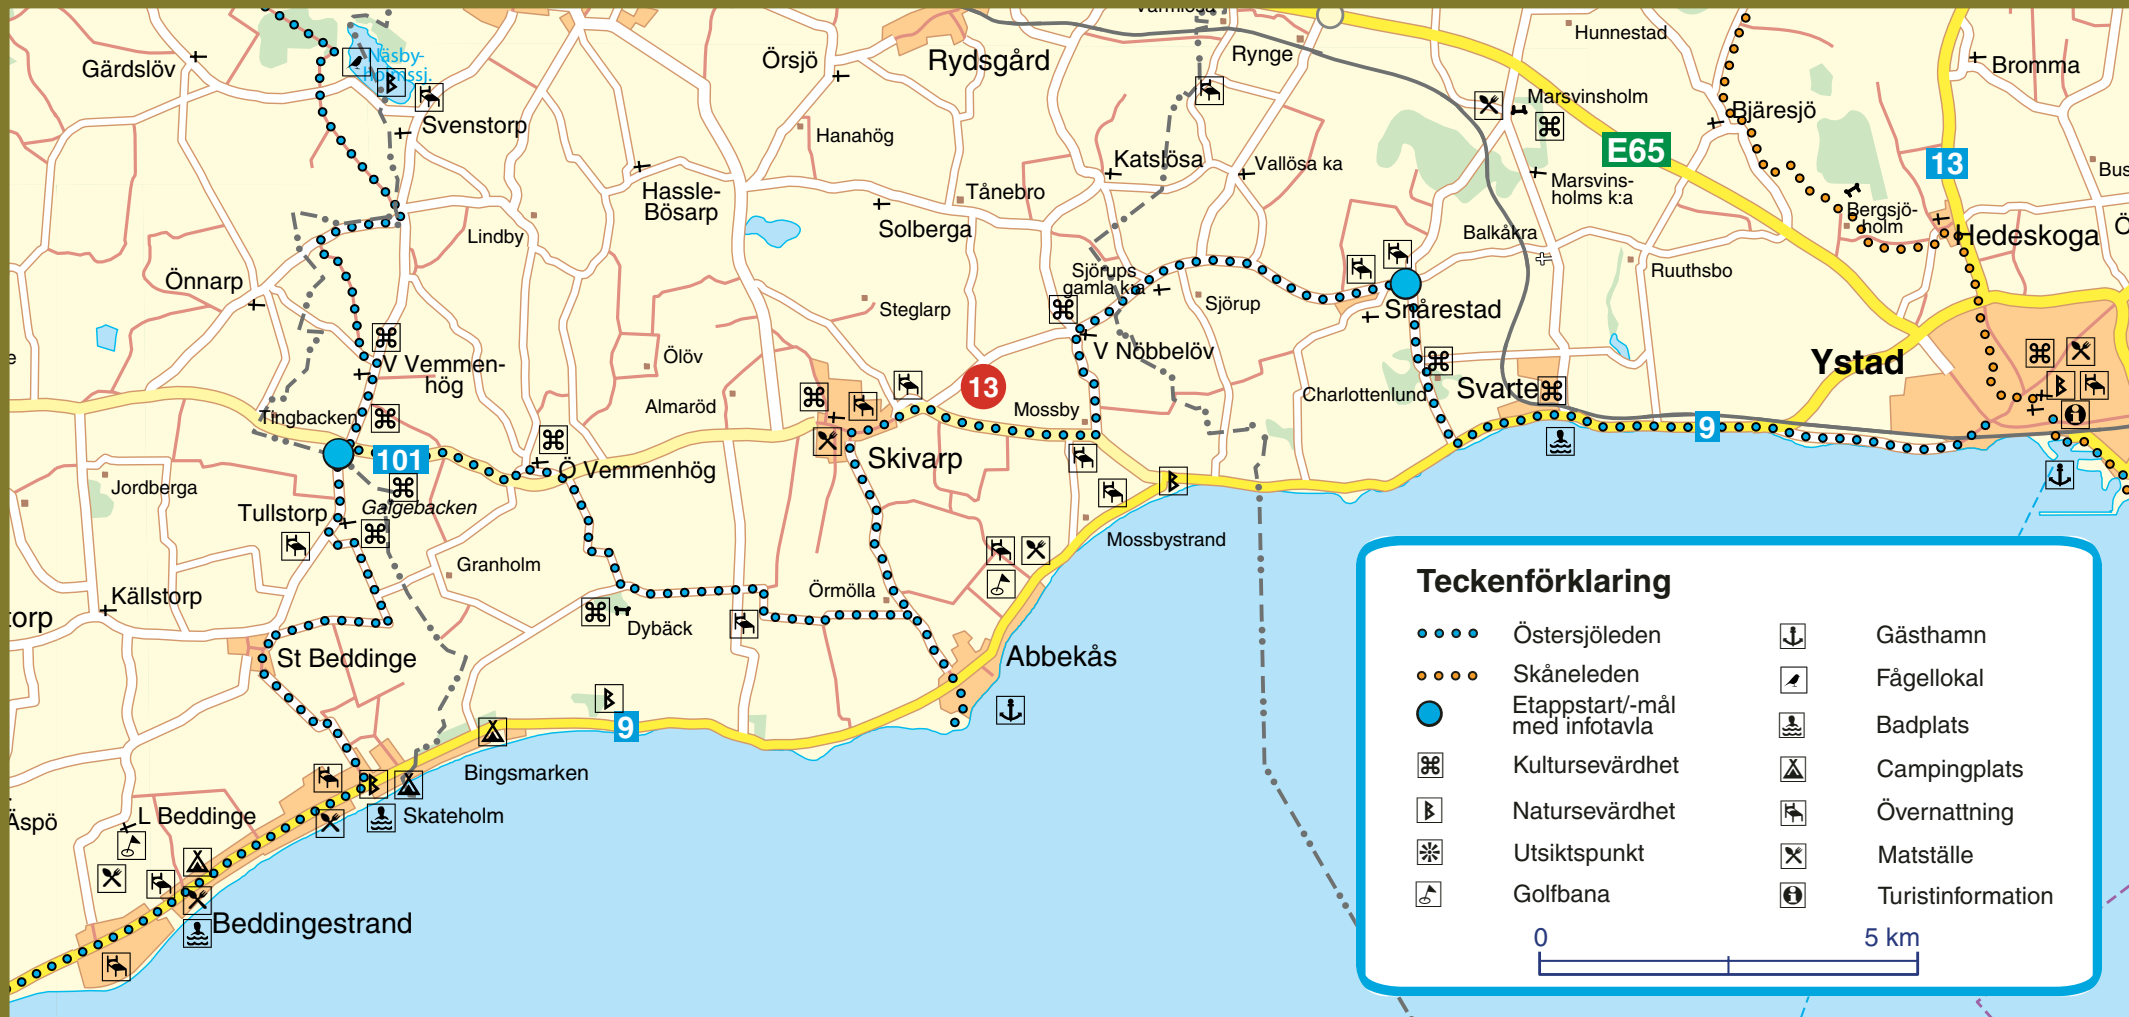 Näsby-
holmssj.
Gärdslöv
Svenstorp
Örsjö
Rydsgård
Rynge
Hunnestad
Bromma
Marsvinsholm
Bjäresjö
E65
13
Hanahög
Katslösa
Vallösa ka
Hassle-
Bösarp
Tånebro
Marsvins-
holms k:a
Bus
Solberga
Bergsjö-
holm
Lindby
Balkåkra
Hedeskoga
Ö
Önnarp
Sjörups
gamla k:a
Ruuthsbo
Steglarp
Sjörup
Snårestad
V Vemmen-
hög
Ölöv
V Nöbbelöv
Ystad
e
13
Charlottenlund
Svarte
Almaröd
Mossby
Tingbacken
9
101
Ö Vemmenhög
Skivarp
Jordberga
Galgebacken
Tullstorp
Mossbystrand
Granholm
Örmölla
Källstorp
torp
Dybäck
St Beddinge
Abbekås
9
Bingsmarken
Äspö
L Beddinge
Skateholm
Beddingestrand
Teckenförklaring
Östersjöleden
Skåneleden
Etappstart/-mål
med infotavla
Kultursevärdhet
Natursevärdhet
Utsiktspunkt
Golfbana
Gästhamn
Fågellokal
Badplats
Campingplats
Övernattning
Matställe
Turistinformation
0
5 km